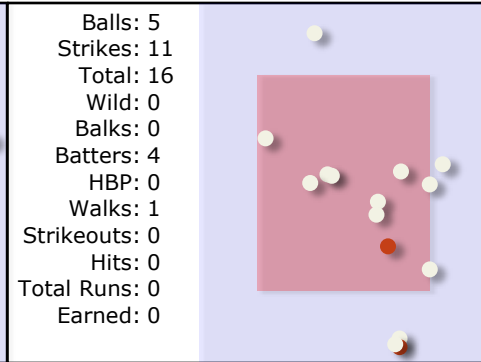 Balls: 5
Strikes: 11
Total: 16
Wild: 0
Balks: 0
Batters: 4
HBP: 0
Walks: 1
Strikeouts: 0
Hits: 0
Total Runs: 0
Earned: 0